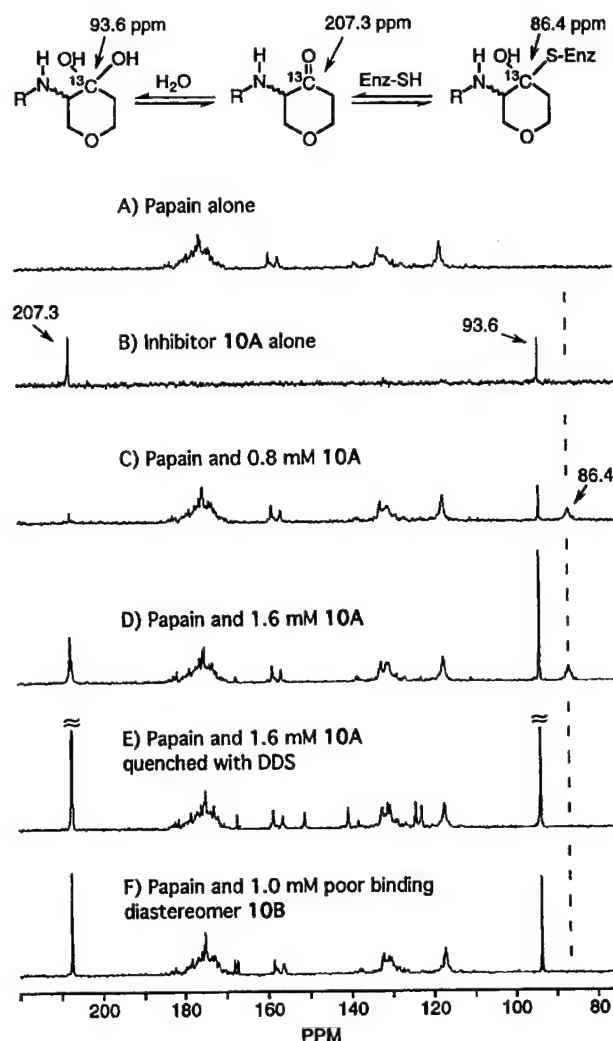 93.6 ppm
207.3 ppm
86.4 ppm
OH
OH
H
N
13C
R
O
H2O
H
N
O
13C
R
O
Enz-SH
OH
S-Enz
H
N
13C
R
O
A) Papain alone
207.3
B) Inhibitor 10A alone
93.6
C) Papain and 0.8 mM 10A
86.4
D) Papain and 1.6 mM 10A
≈
≈
E) Papain and 1.6 mM 10A
quenched with DDS
F) Papain and 1.0 mM poor binding
diastereomer 10B
200 180 160 140 120 100 80
PPM